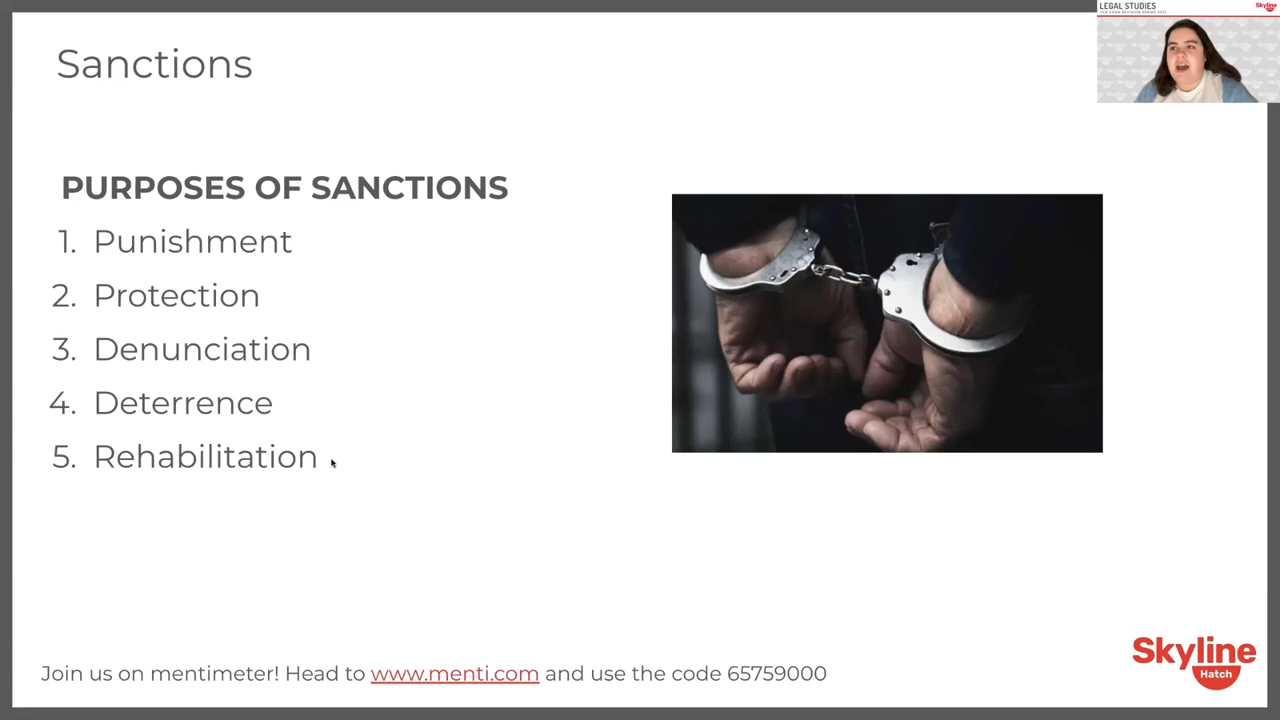 Sanctions
LEGAL STUDIES
Skyline
PURPOSES OF SANCTIONS
1. Punishment
2. Protection
3. Denunciation
4. Deterrence
5. Rehabilitation
Join us on mentimeter! Head to www.menti.com and use the code 65759000
Skyline
Hatch